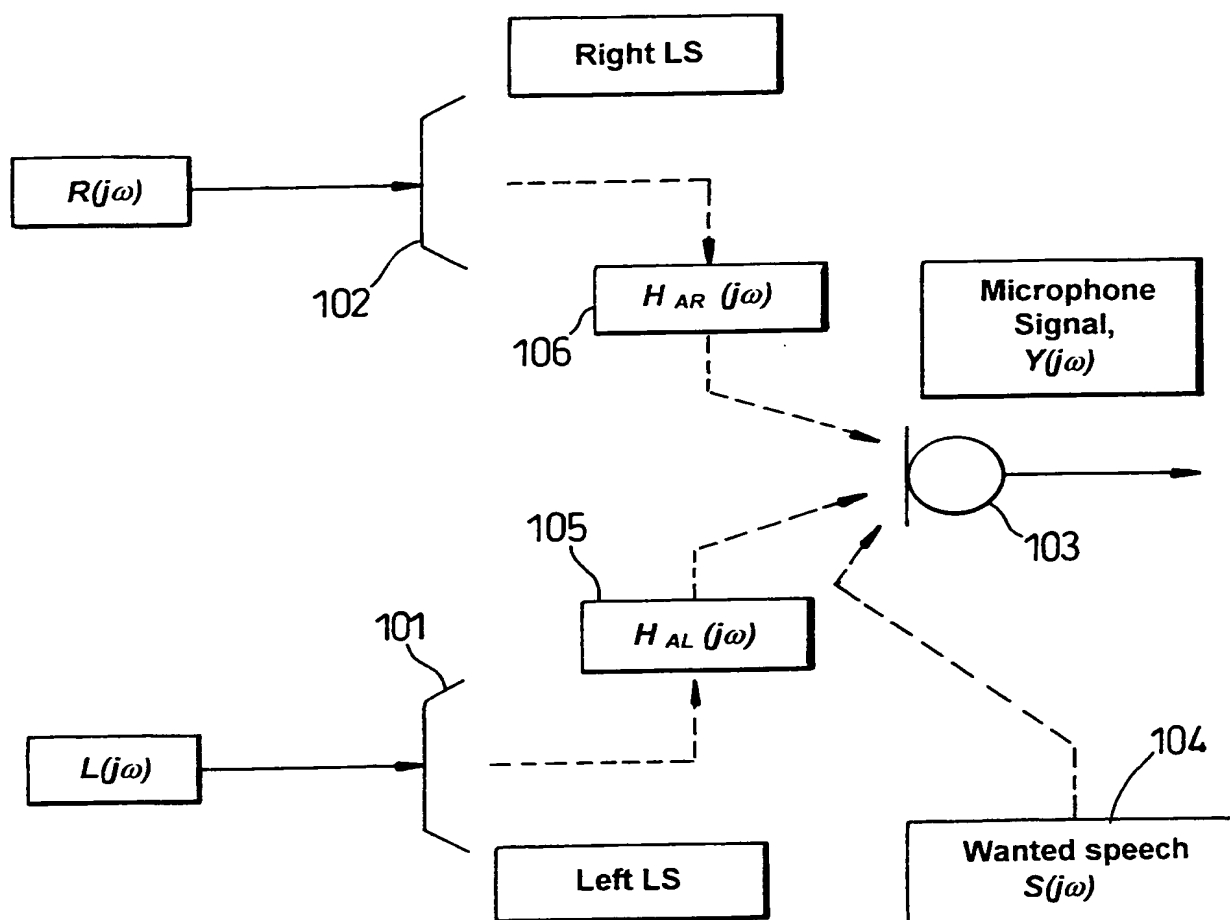 Right LS
R(jω)
102
H AR (jω)
106
Microphone
Signal,
Y(jω)
103
105
H AL (jω)
101
L(jω)
104
Left LS
Wanted speech
S(jω)